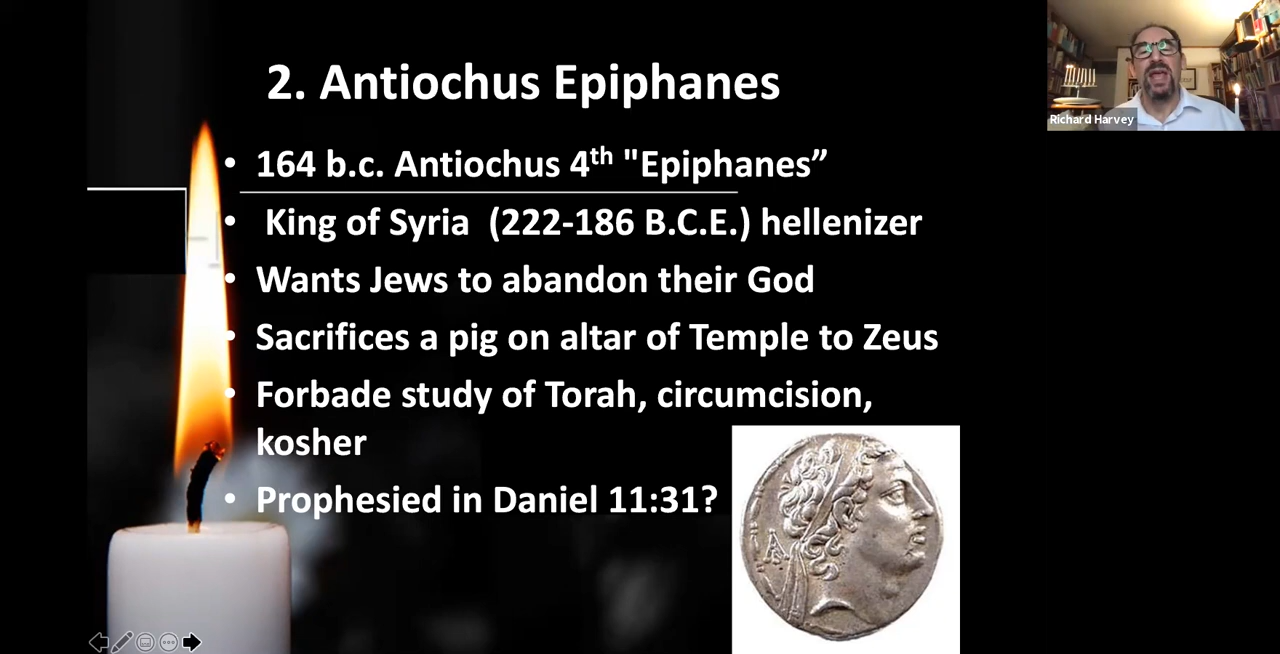 2. Antiochus Epiphanes
• 164 b.c. Antiochus 4th "Epiphanes”
• King of Syria (222-186 B.C.E.) hellenizer
• Wants Jews to abandon their God
• Sacrifices a pig on altar of Temple to Zeus
• Forbade study of Torah, circumcision,
kosher
• Prophesied in Daniel 11:31?
Richard Harvey